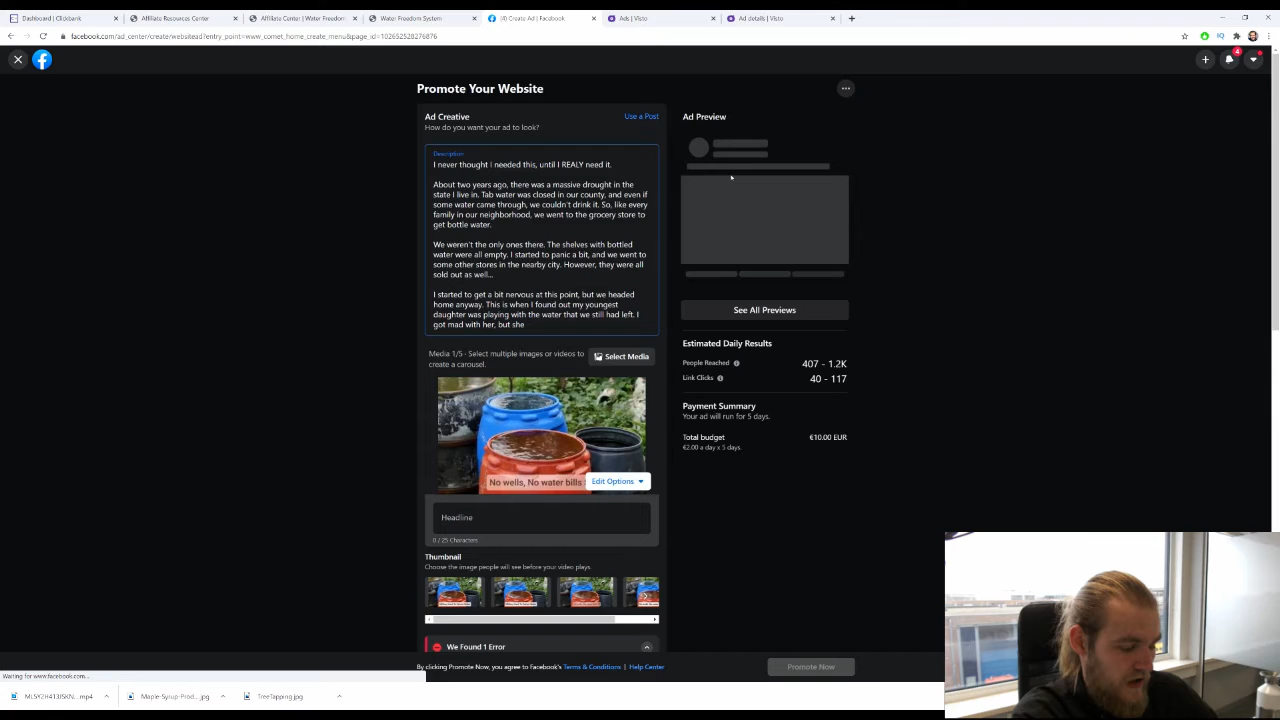 Dashboard | Clickbank
Affiliate Resources Center
Affiliate Center | Water Freedom
Water Freedom System
(4) Create Ad | Facebook
Ads | Visto
Ad details | Visto
facebook.com/ad_center/create/websitead?entry_point=www_comet_home_create_menu&page_id=102652528276876
4
Promote Your Website
Ad Creative
Use a Post
How do you want your ad to look?
Description
I never thought I needed this, until I REALY need it.
About two years ago, there was a massive drought in the
state I live in. Tab water was closed in our county, and even if
some water came through, we couldn't drink it. So, like every
family in our neighborhood, we went to the grocery store to
get bottle water.
We weren't the only ones there. The shelves with bottled
water were all empty. I started to panic a bit, and we went to
some other stores in the nearby city. However, they were all
sold out as well...
I started to get a bit nervous at this point, but we headed
home anyway. This is when I found out my youngest
daughter was playing with the water that we still had left. I
got mad with her, but she
Media 1/5 · Select multiple images or videos to
create a carousel.
Select Media
No wells, No water bills
Edit Options
Headline
0 / 25 Characters
Thumbnail
Choose the image people will see before your video plays.
We Found 1 Error
Ad Preview
See All Previews
Estimated Daily Results
People Reached
407 - 1.2K
Link Clicks
40 - 117
Payment Summary
Your ad will run for 5 days.
Total budget
€10.00 EUR
€2.00 a day x 5 days.
By clicking Promote Now, you agree to Facebook's Terms & Conditions | Help Center
Promote Now
Waiting for www.facebook.com...
Maple-Syrup-Prod....jpg
TreeTapping.jpg